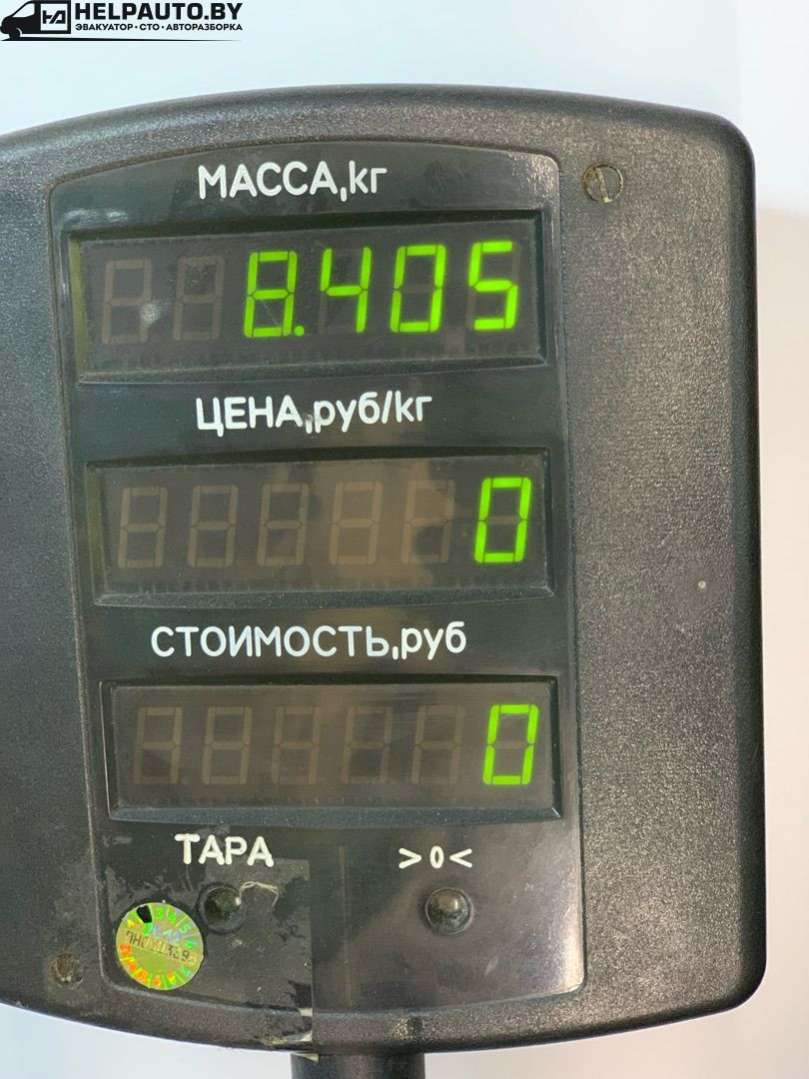 HELPAUTO.BY
ЭВАКУАТОР · СТО · АВТОРАЗБОРКА
МАССА,кг
8.405
ЦЕНА,руб/кг
0
СТОИМОСТЬ,руб
0
ТАРА >0<